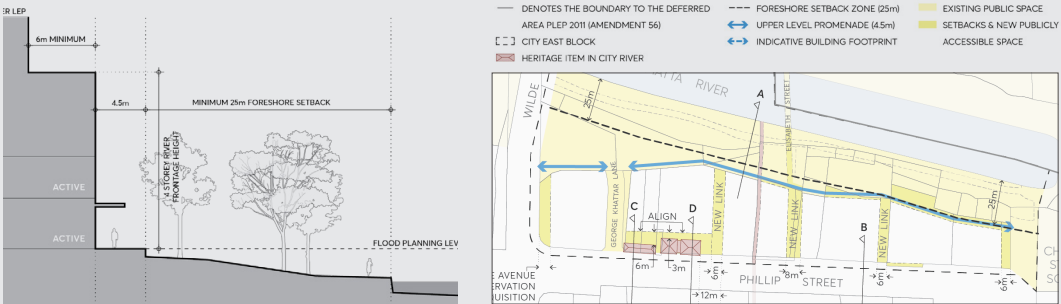 ER LEP
6m MINIMUM
4.5m
MINIMUM 25m FORESHORE SETBACK
4 STOREY RIVER
FRONTAGE HEIGHT
ACTIVE
ACTIVE
FLOOD PLANNING LEV
DENOTES THE BOUNDARY TO THE DEFERRED
AREA PLEP 2011 (AMENDMENT 56)
CITY EAST BLOCK
HERITAGE ITEM IN CITY RIVER
FORESHORE SETBACK ZONE (25m)
UPPER LEVEL PROMENADE (4.5m)
INDICATIVE BUILDING FOOTPRINT
EXISTING PUBLIC SPACE
SETBACKS & NEW PUBLICLY
ACCESSIBLE SPACE
WILDE
25m
ATTA RIVER
A
ELISABETH STREET
25m
GEORGE KHATTAR LANE
C
ALIGN
D
NEW LINK
NEW LINK
B
NEW LINK
6m
3m
6m
8m
6m
6m
12m
PHILLIP STREET
E AVENUE
ERVATION
UISITION